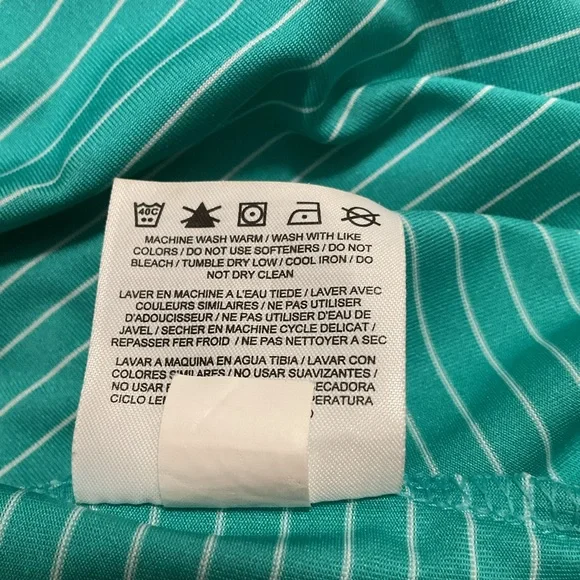 40C
MACHINE WASH WARM / WASH WITH LIKE
COLORS / DO NOT USE SOFTENERS / DO NOT
BLEACH / TUMBLE DRY LOW / COOL IRON / DO
NOT DRY CLEAN
LAVER EN MACHINE A L'EAU TIEDE / LAVER AVEC
COULEURS SIMILAIRES / NE PAS UTILISER
D'ADOUCISSEUR / NE PAS UTILISER D'EAU DE
JAVEL / SECHER EN MACHINE CYCLE DELICAT /
REPASSER FER FROID / NE PAS NETTOYER A SEC
LAVAR A MAQUINA EN AGUA TIBIA / LAVAR CON
COLORES SIMILARES / NO USAR SUAVIZANTES /
NO USAR
CICLO